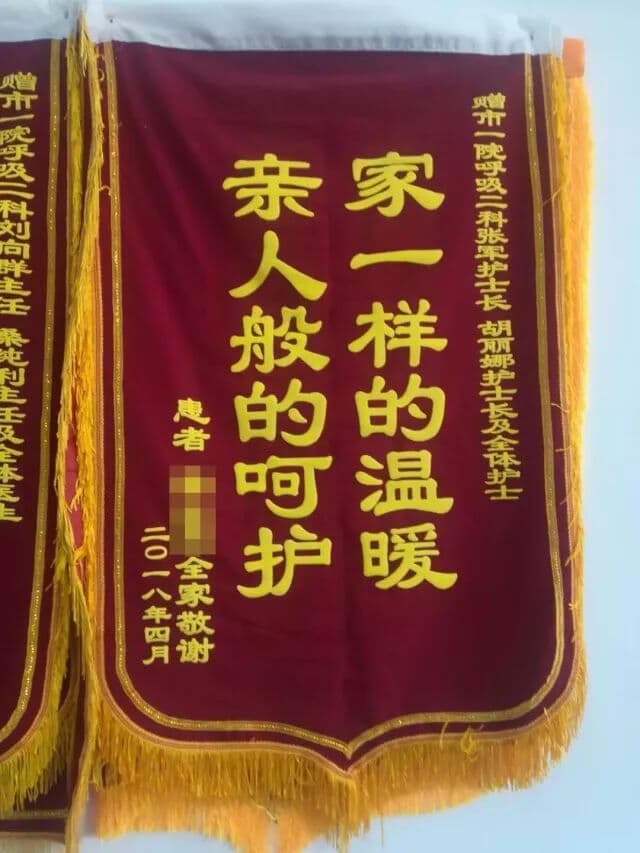 赠市一院呼吸二科张军护士长 胡丽娜护士长及全体护士
家一样的温暖
亲人般的呵护
患者
全家敬谢
二〇一八年四月
赠市一院呼吸二科刘向群主任 桑纯利主任及全体医生